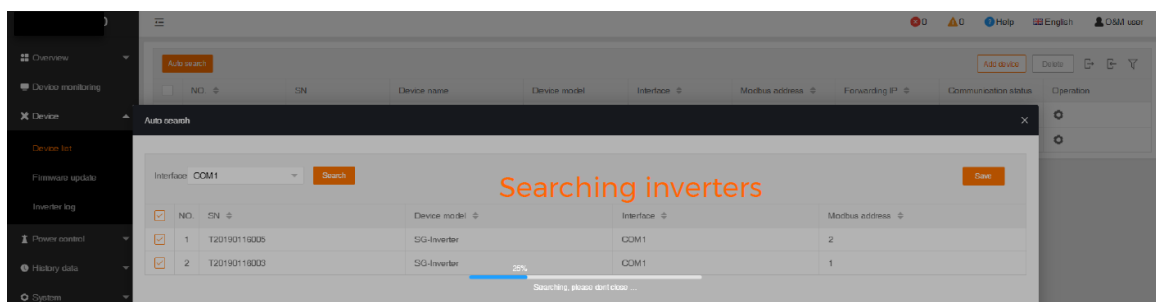 0 0 Help English O&M user
Overview
Auto search Add device Delete
Device monitoring
NO. SN Device name Device model Interface Modbus address Forwarding IP Communication status Operation
Device
Auto search
Device list
Interface COM1 Search Save
Searching inverters
Firmware update
Inverter log
NO. SN Device model Interface Modbus address
Power control
1 T20190116005 SG-Inverter COM1 2
History data
2 T20190116003 SG-Inverter COM1 1
25%
Searching, please dont close ...
System